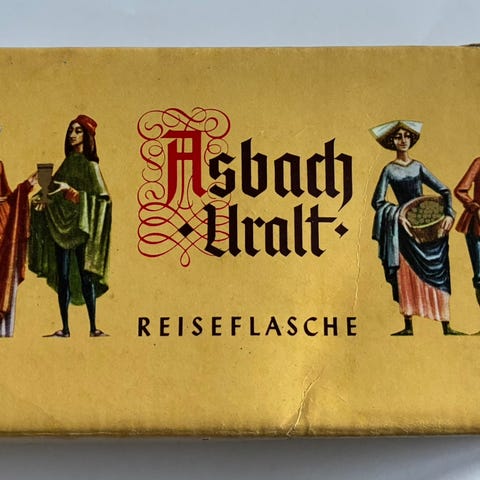 Asbach
·Uralt·
REISEFLASCHE